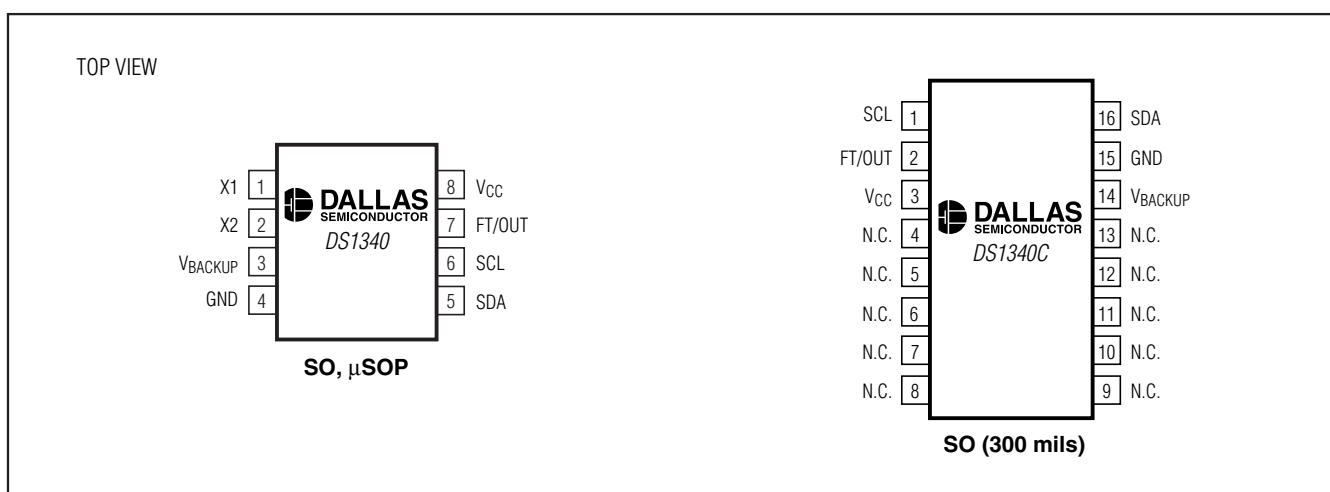 TOP VIEW
X1 1
X2 2
VBACKUP 3
GND 4
DALLAS
SEMICONDUCTOR
DS1340
8 VCC
7 FT/OUT
6 SCL
5 SDA
SO, μSOP
SCL 1
FT/OUT 2
VCC 3
N.C. 4
N.C. 5
N.C. 6
N.C. 7
N.C. 8
DALLAS
SEMICONDUCTOR
DS1340C
16 SDA
15 GND
14 VBACKUP
13 N.C.
12 N.C.
11 N.C.
10 N.C.
9 N.C.
SO (300 mils)